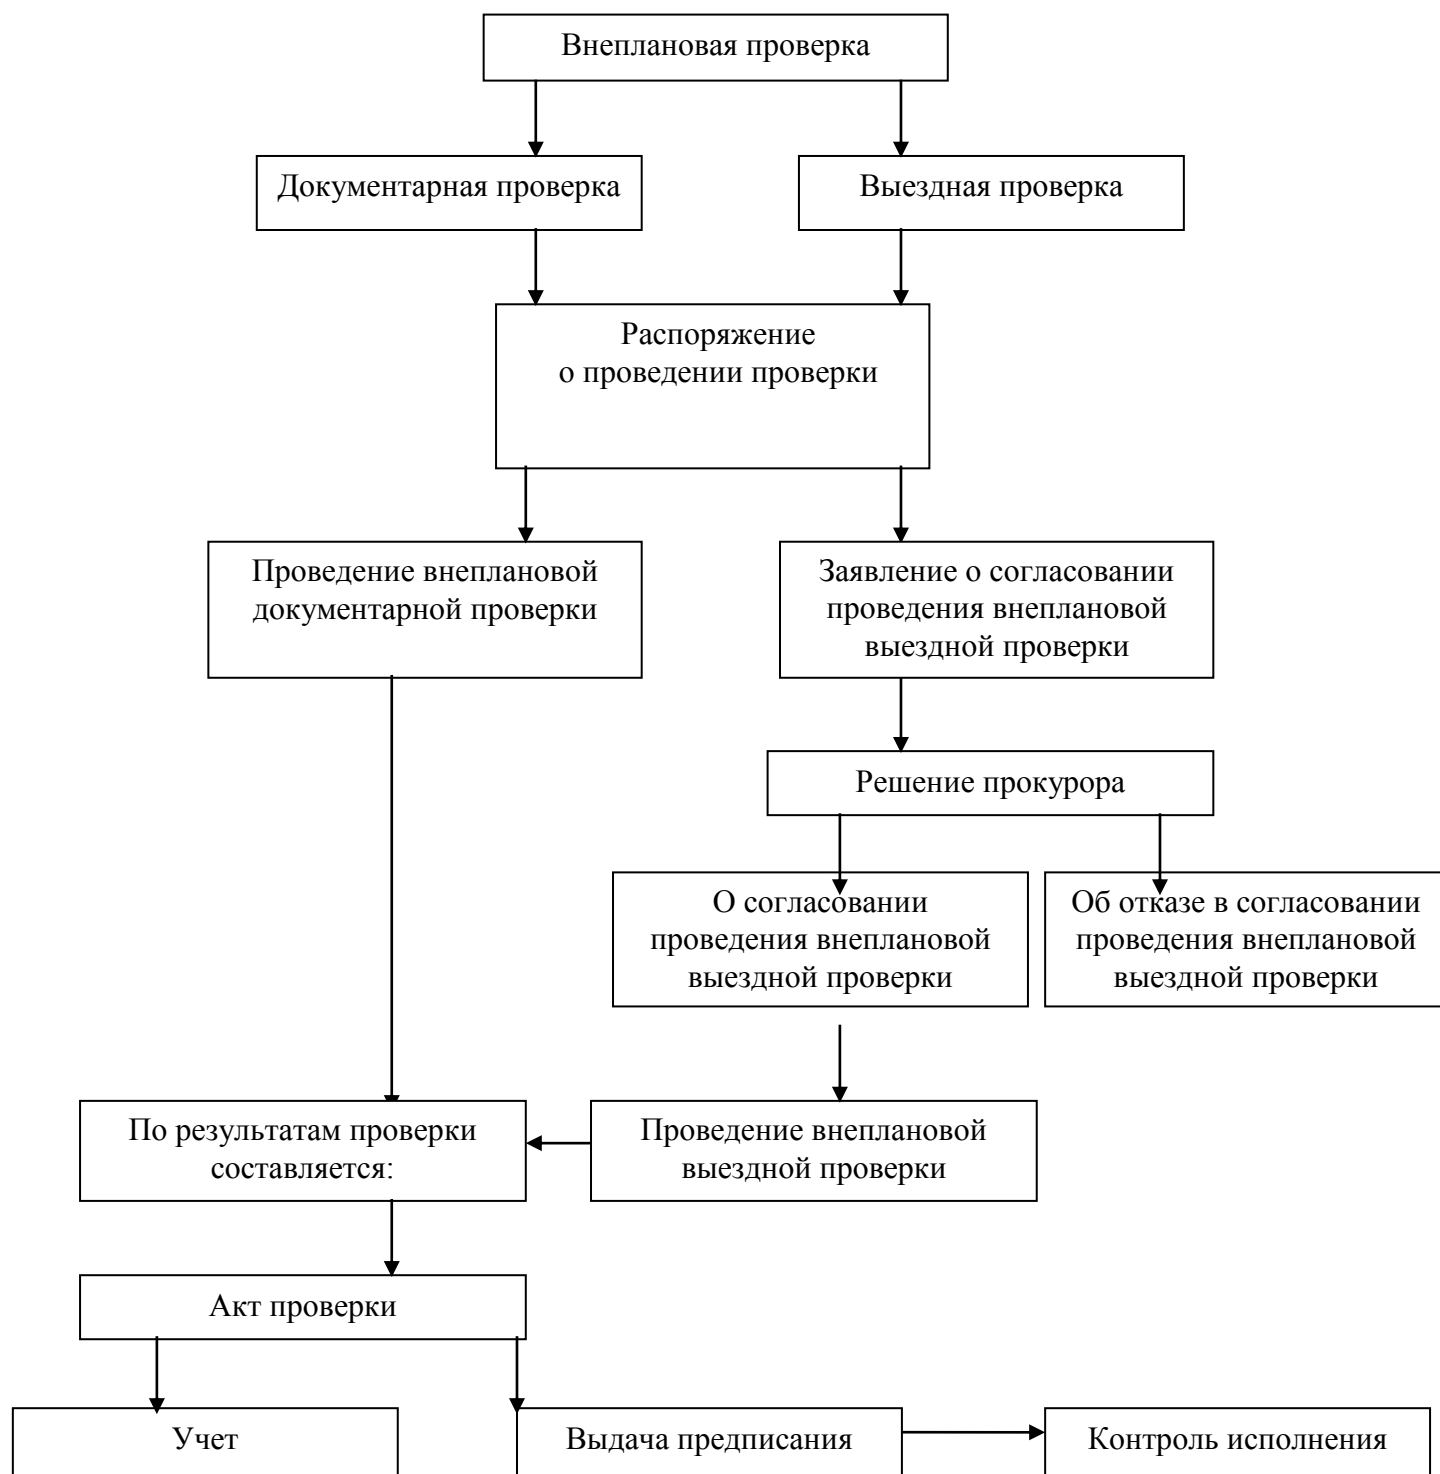 Внеплановая проверка
Документарная проверка
Выездная проверка
Распоряжение
о проведении проверки
Проведение внеплановой
документарной проверки
Заявление о согласовании
проведения внеплановой
выездной проверки
Решение прокурора
О согласовании
проведения внеплановой
выездной проверки
Об отказе в согласовании
проведения внеплановой
выездной проверки
По результатам проверки
составляется:
Проведение внеплановой
выездной проверки
Акт проверки
Учет
Выдача предписания
Контроль исполнения